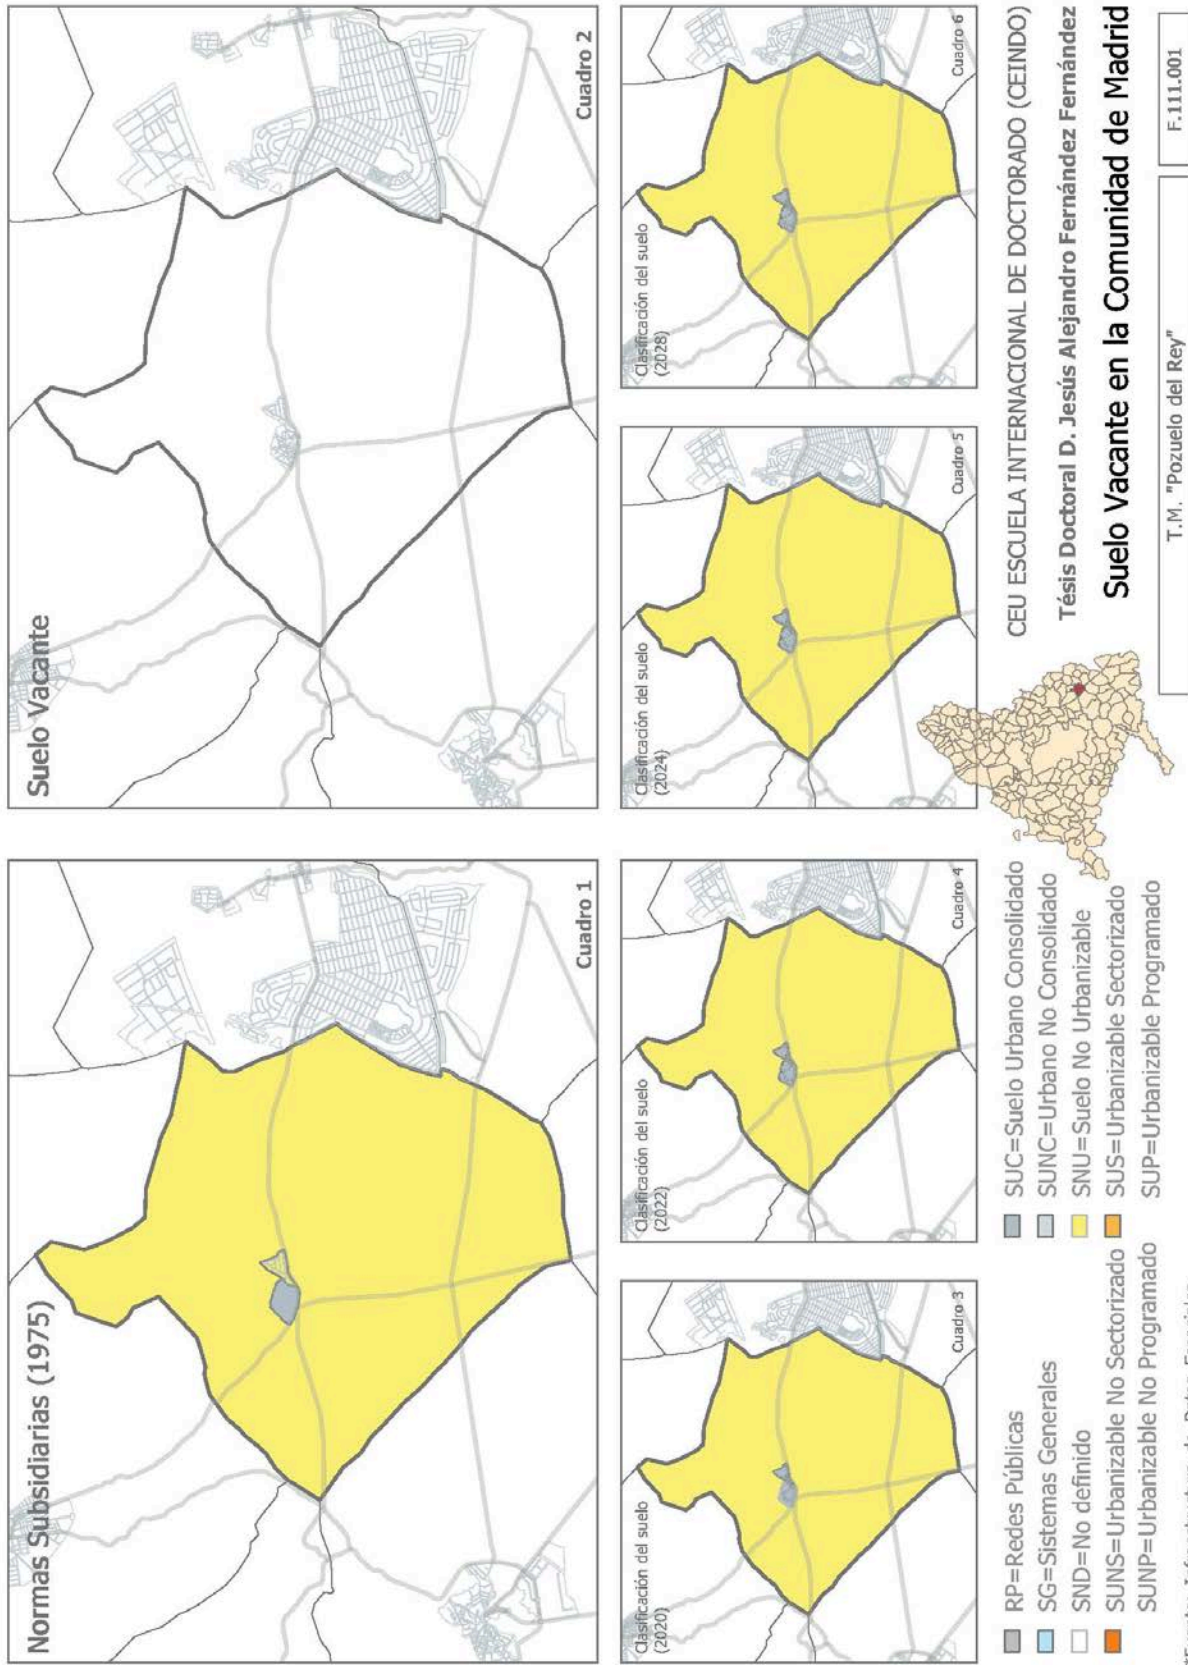 Normas Subsidiarias (1975)
Cuadro 1
Suelo Vacante
Cuadro 2
Clasificación del suelo
(2020)
Cuadro 3
Clasificación del suelo
(2022)
Cuadro 4
Clasificación del suelo
(2024)
Cuadro 5
Clasificación del suelo
(2028)
Cuadro 6
RP=Redes Públicas
SG=Sistemas Generales
SND=No definido
SUNS=Urbanizable No Sectorizado
SUNP=Urbanizable No Programado
SUC=Suelo Urbano Consolidado
SUNC=Urbano No Consolidado
SNU=Suelo No Urbanizable
SUS=Urbanizable Sectorizado
SUP=Urbanizable Programado
CEU ESCUELA INTERNACIONAL DE DOCTORADO (CEINDO)
Tésis Doctoral D. Jesús Alejandro Fernández Fernández
Suelo Vacante en la Comunidad de Madrid
T.M. "Pozuelo del Rey"
F.111.001